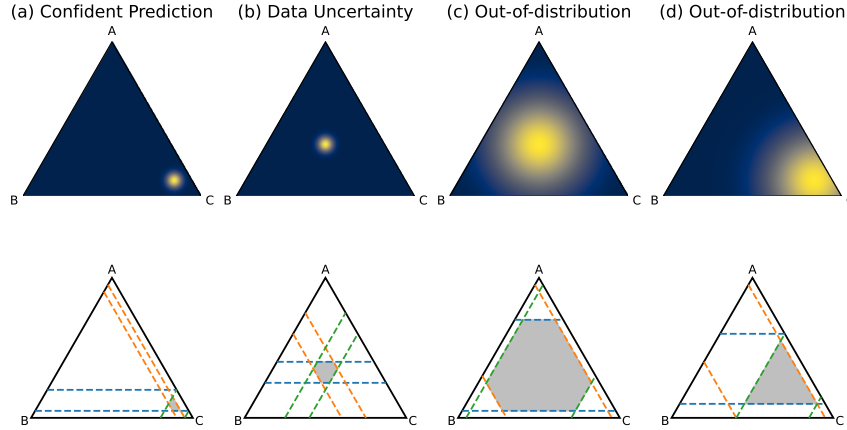 (a) Confident Prediction (b) Data Uncertainty (c) Out-of-distribution (d) Out-of-distribution
A A A A
B C B C B C B
A A A A
B C B C B C B C